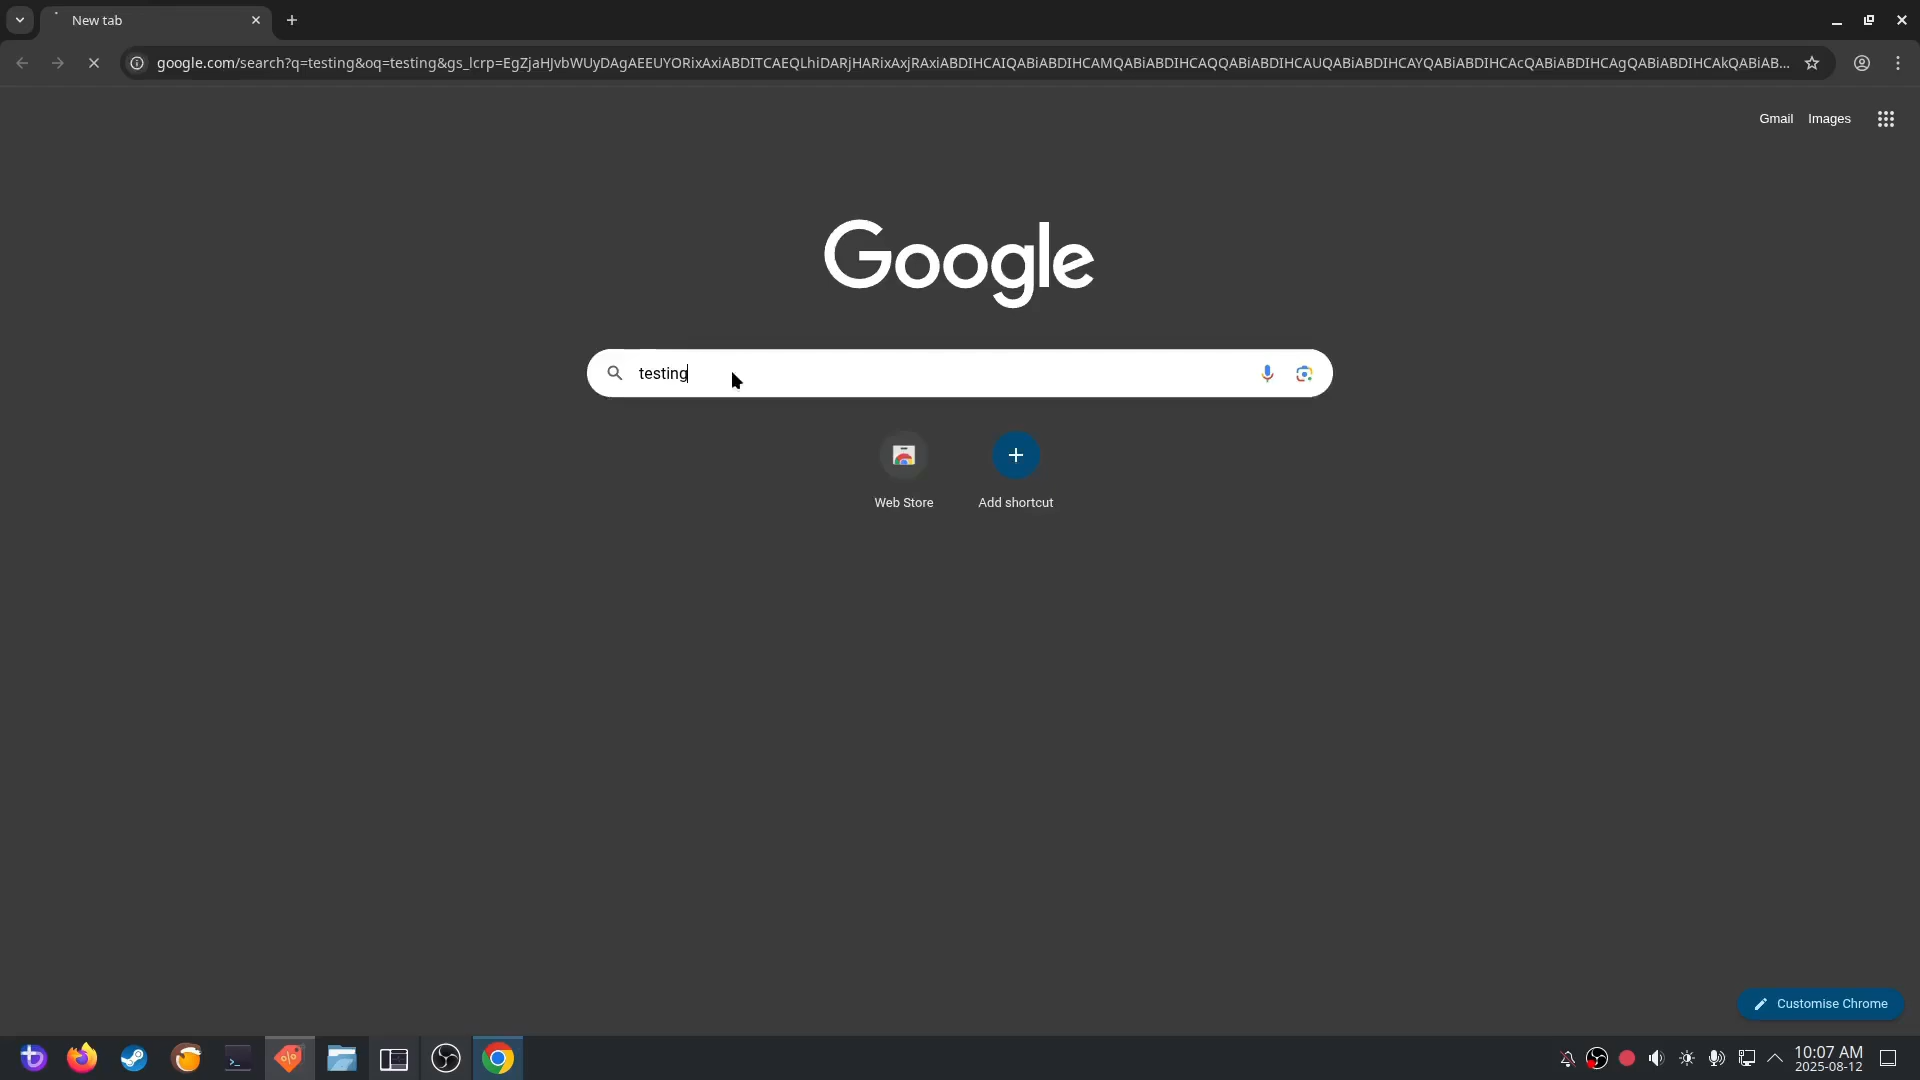 New tab
google.com/search?q=testing&oq=testing&gs_lcrp=EgZjaHJvbWUyDAgAEEUYORixAxiABDITCAEQLhiDARjHARixAxjRAxiABDIHCAIQABiABDIHCAMQABiABDIHCAQQABiABDIHCAUQABiABDIHCAYQABiABDIHCAcQABiABDIHCAgQABiABDIHCAkQABiAB...
Gmail Images
Google
testing
Web Store Add shortcut
Customise Chrome
10:07 AM
2025-08-12